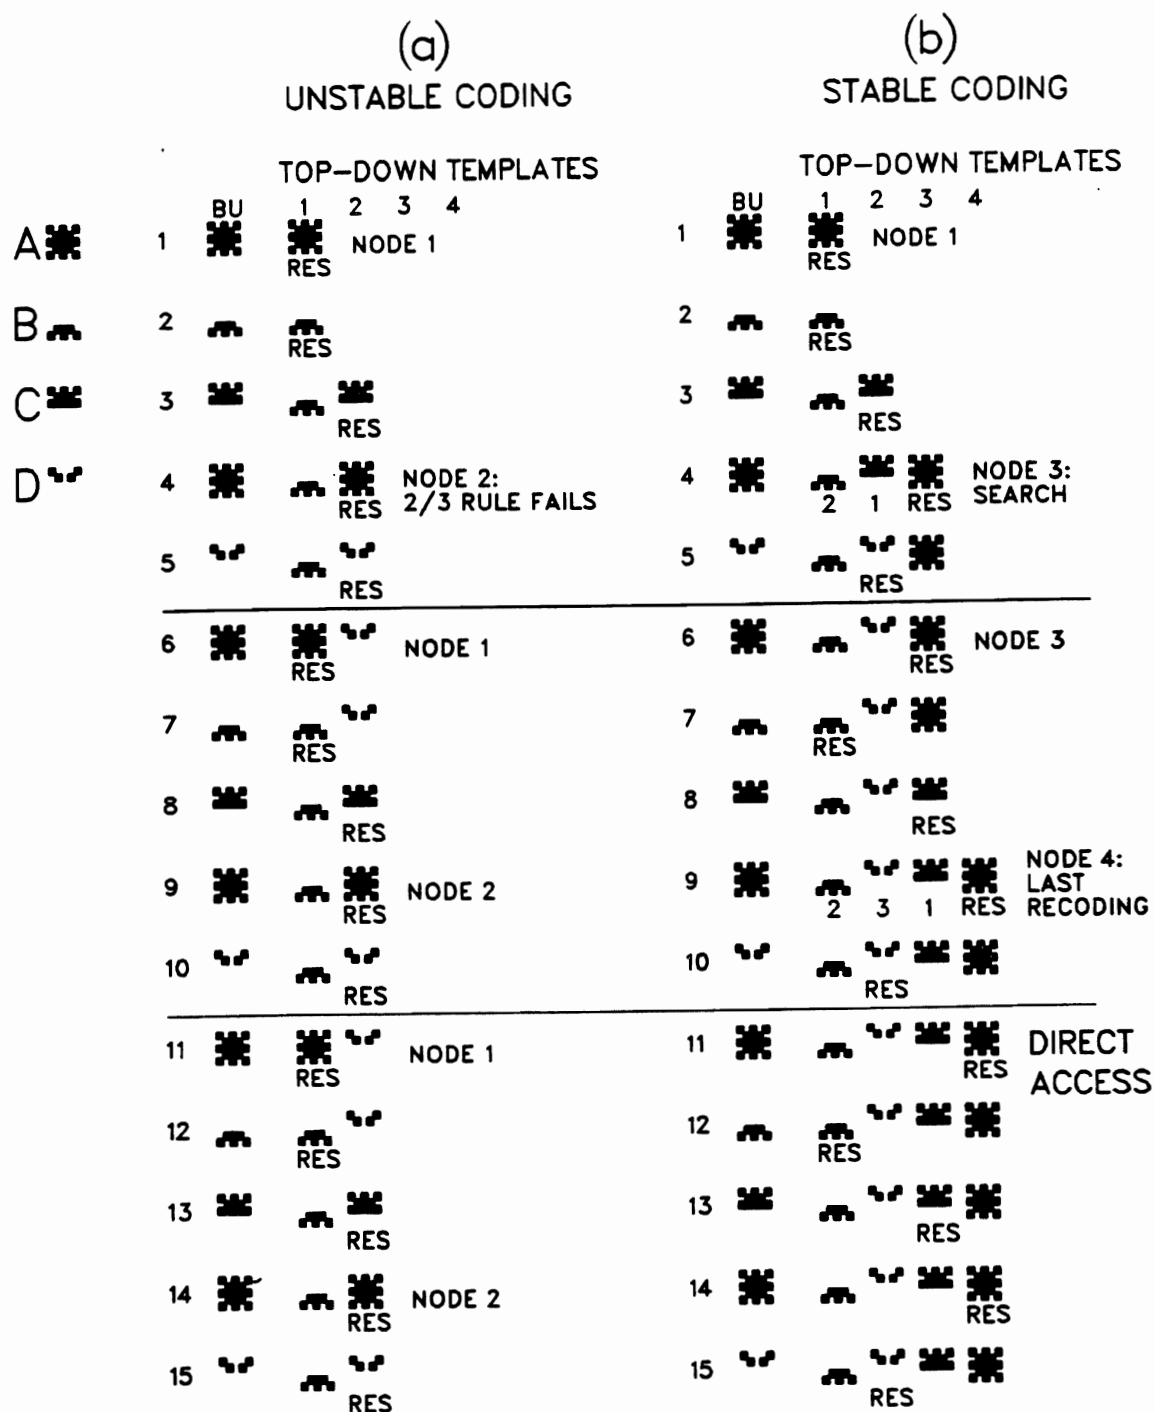 (a)
UNSTABLE CODING
TOP-DOWN TEMPLATES
BU 1 2 3 4
A 1 NODE 1
RES
B 2
RES
C 3
RES
D 4 NODE 2:
2/3 RULE FAILS
RES
5
RES
6 NODE 1
RES
7
RES
8
RES
9 NODE 2
RES
10
RES
11 NODE 1
RES
12
RES
13
RES
14 NODE 2
RES
15
RES
(b)
STABLE CODING
TOP-DOWN TEMPLATES
BU 1 2 3 4
1 NODE 1
RES
2
RES
3
RES
4 NODE 3:
SEARCH
2 1 RES
5
RES
6 NODE 3
RES
7
RES
8
RES
9 NODE 4:
LAST
RECODING
2 3 1 RES
10
RES
11 DIRECT
ACCESS
RES
12
RES
13
RES
14
RES
15
RES